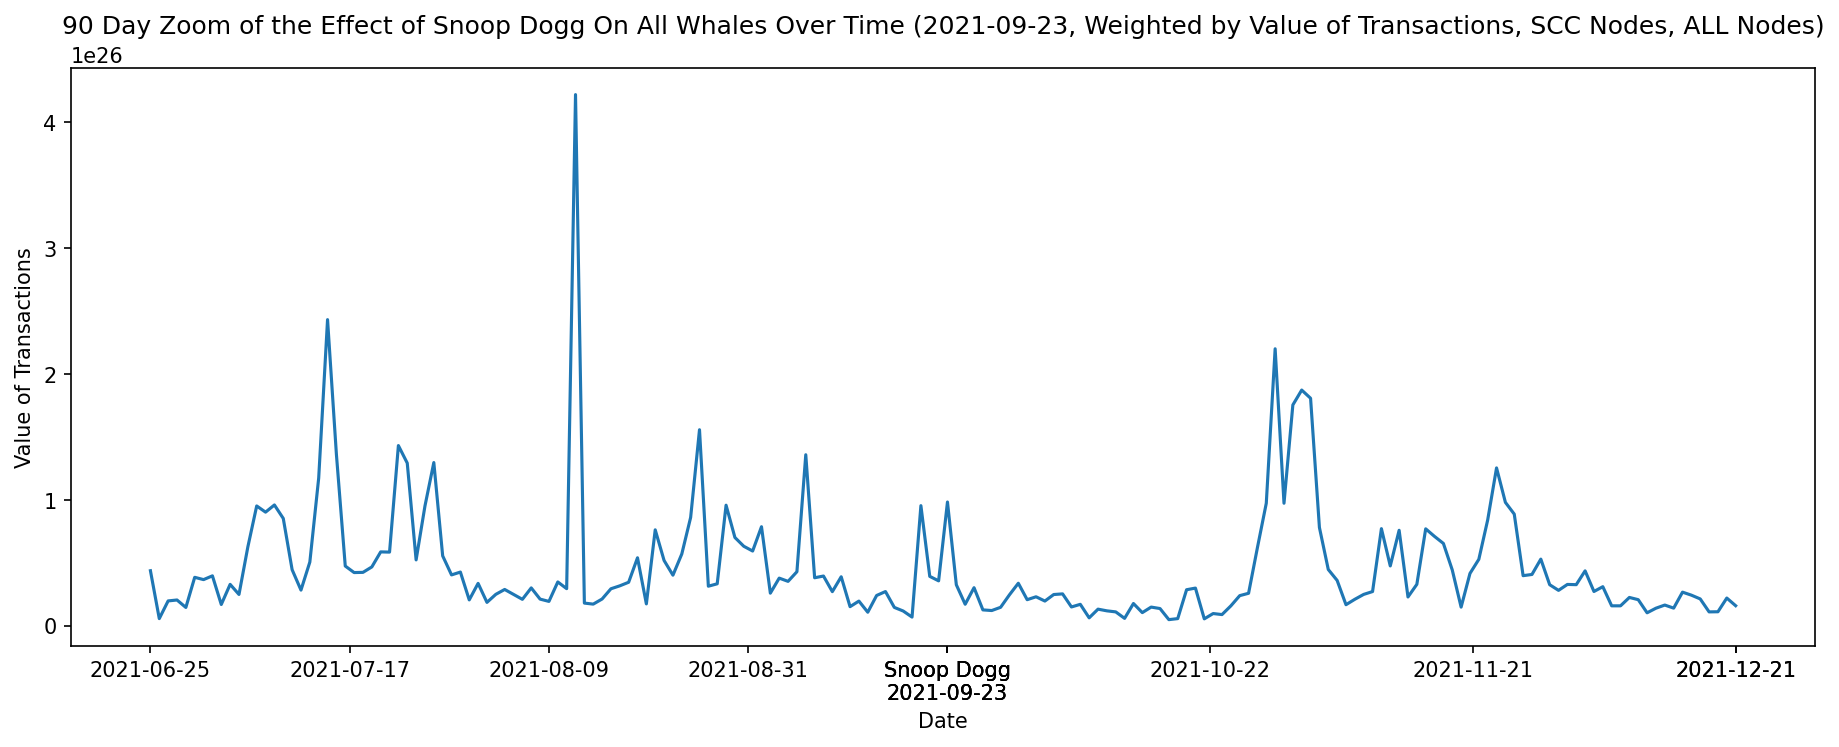 90 Day Zoom of the Effect of Snoop Dogg On All Whales Over Time (2021-09-23, Weighted by Value of Transactions, SCC Nodes, ALL Nodes)
1e26
4
3
2
1
0
Value of Transactions
2021-06-25 2021-07-17 2021-08-09 2021-08-31 Snoop Dogg 2021-10-22 2021-11-21 2021-12-21
2021-09-23
Date